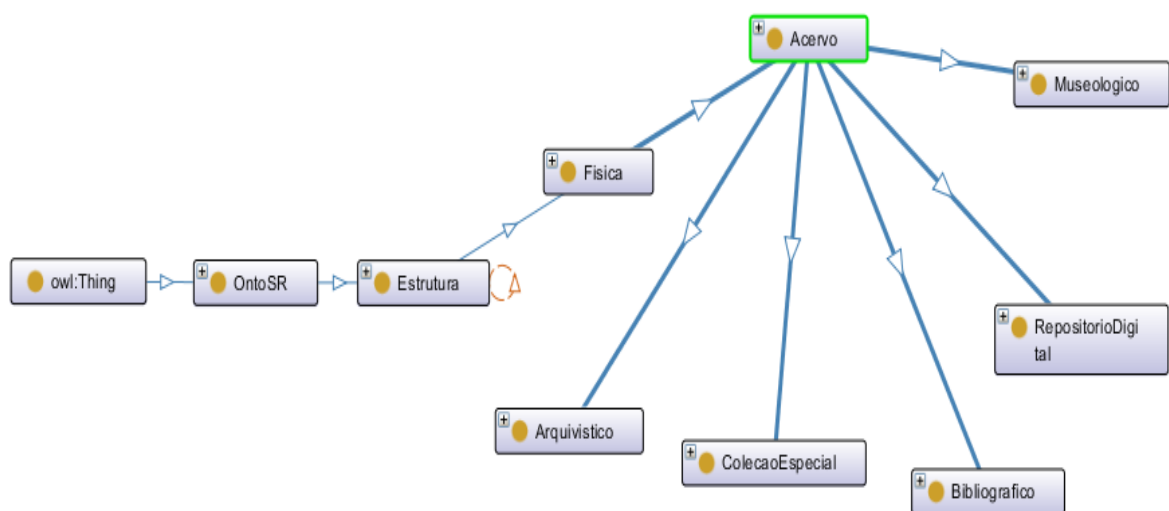 Acervo
Museologico
Fisica
owl:Thing
OntoSR
Estrutura
RepositorioDigi
tal
Arquivistico
ColecaoEspecial
Bibliografico